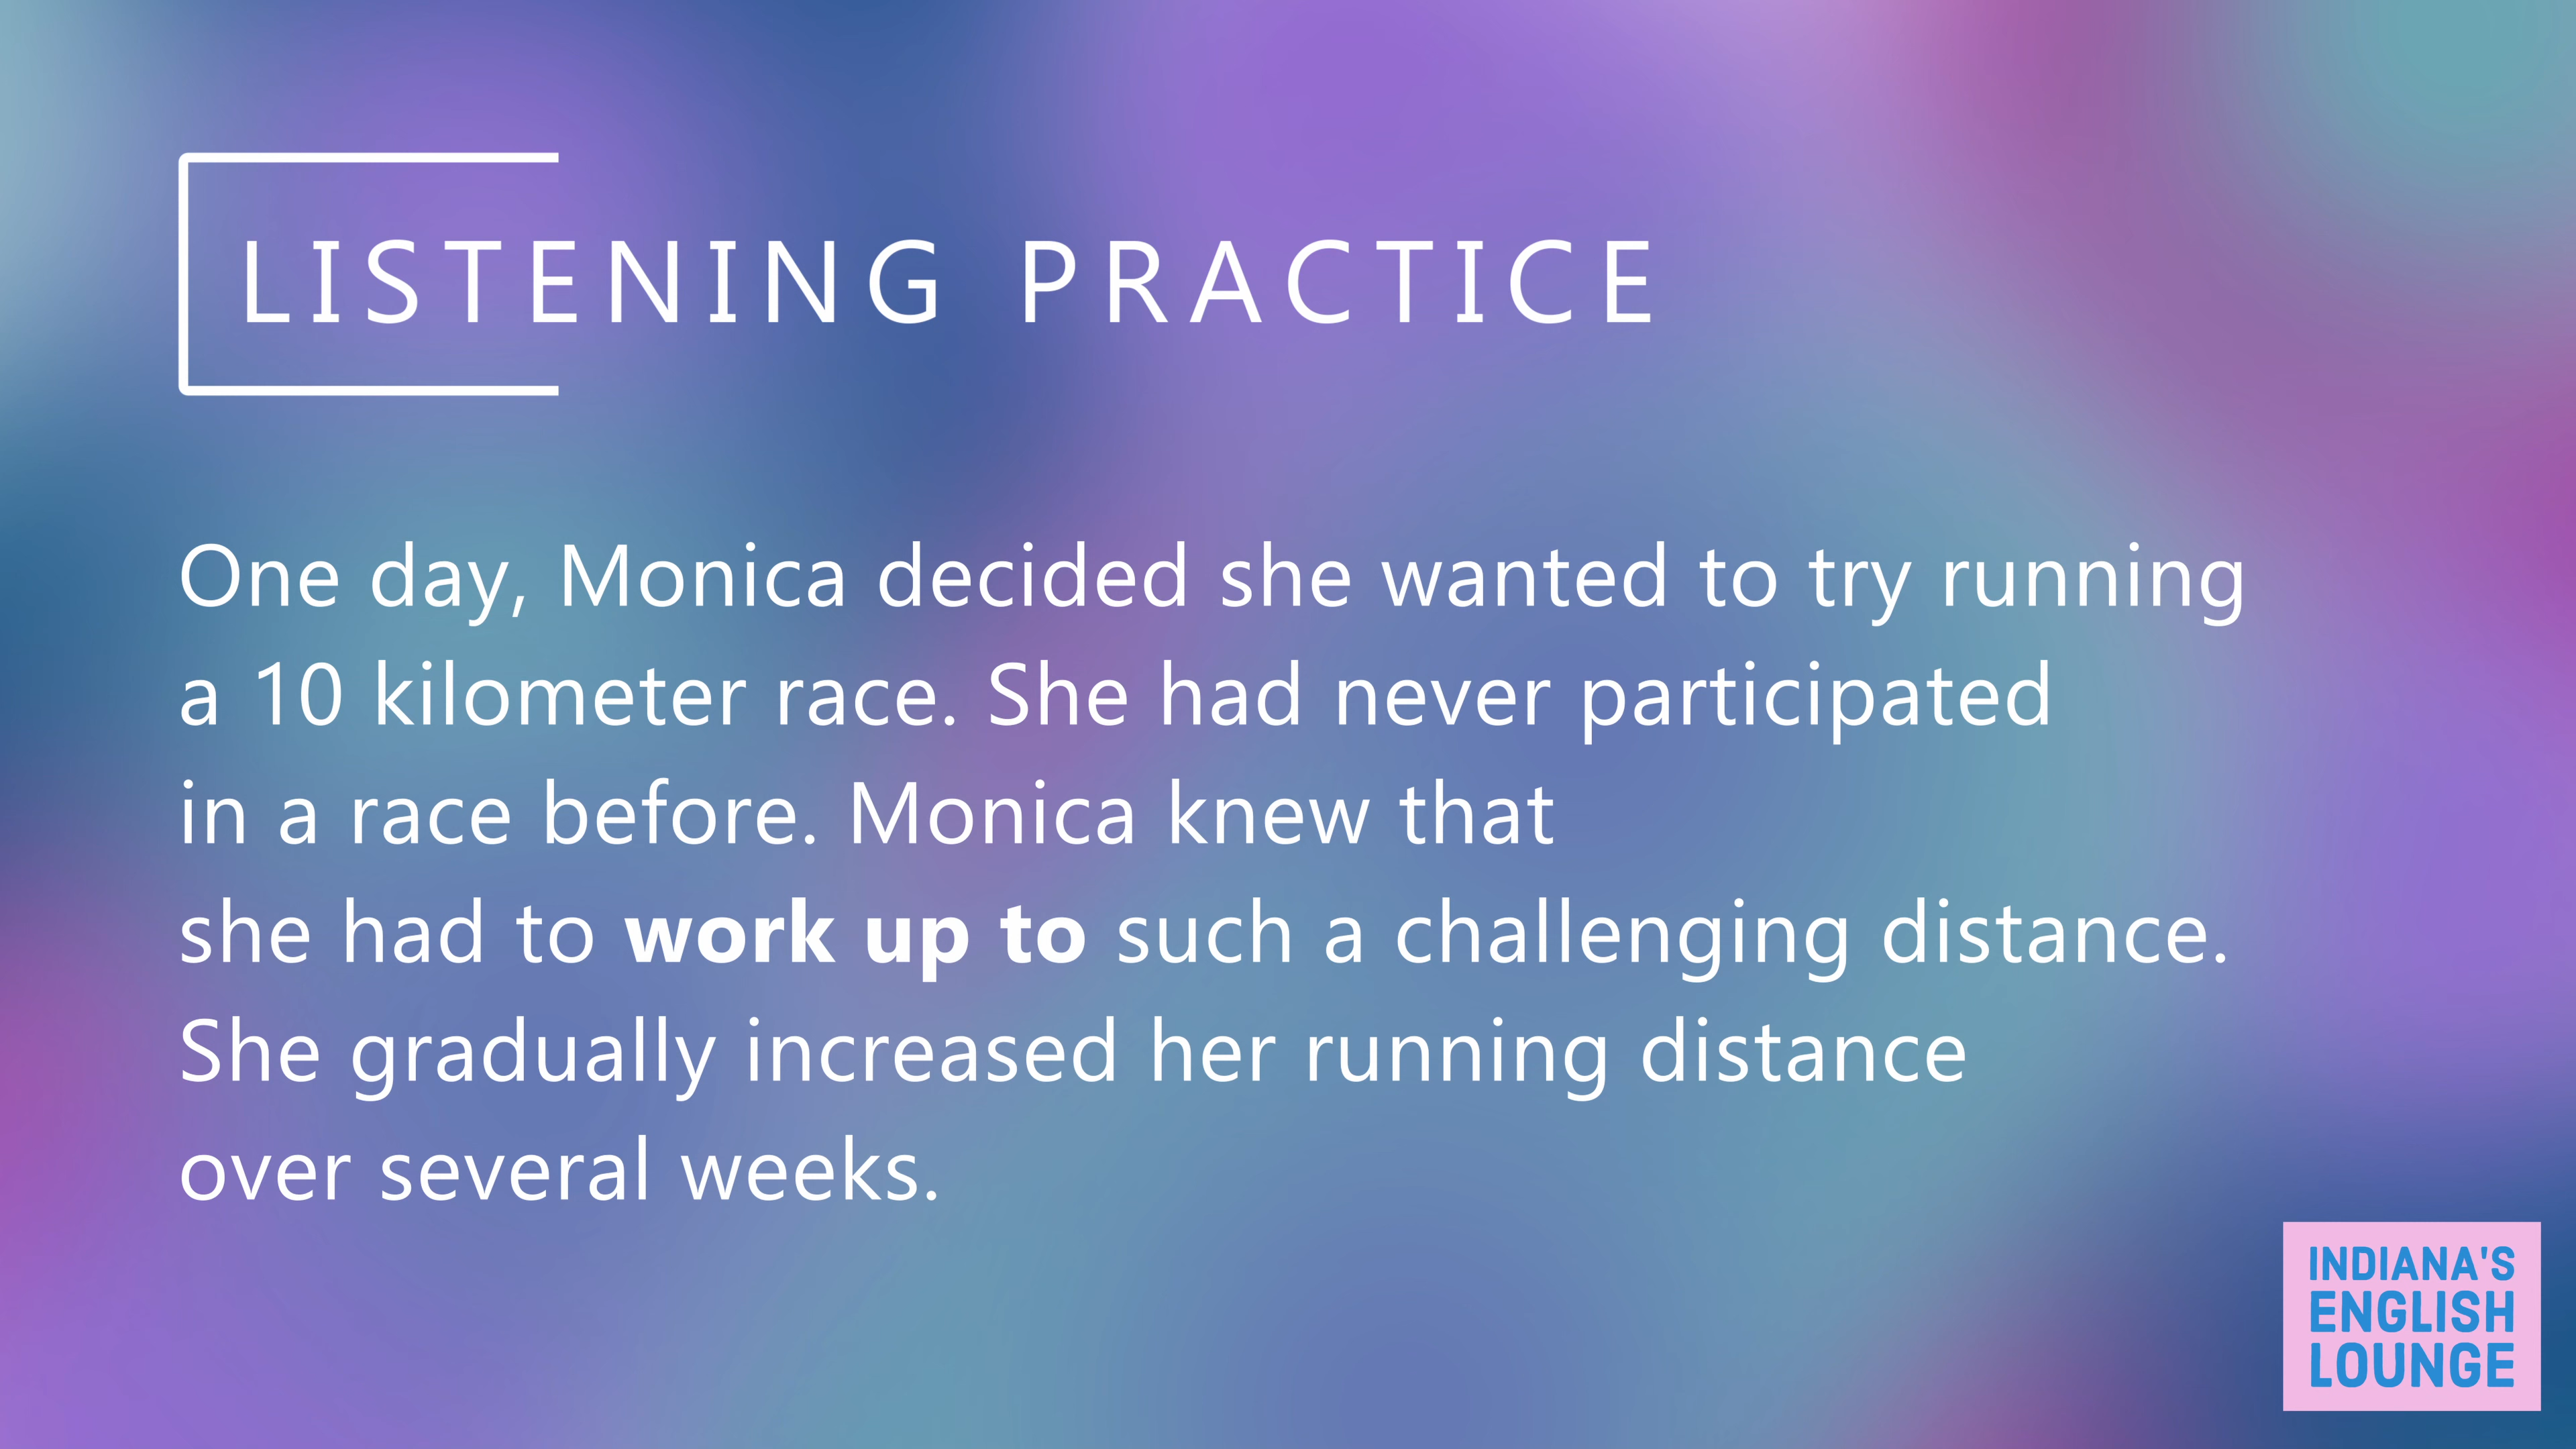 LISTENING PRACTICE
One day, Monica decided she wanted to try running
a 10 kilometer race. She had never participated
in a race before. Monica knew that
she had to work up to such a challenging distance.
She gradually increased her running distance
over several weeks.
INDIANA'S
ENGLISH
LOUNGE